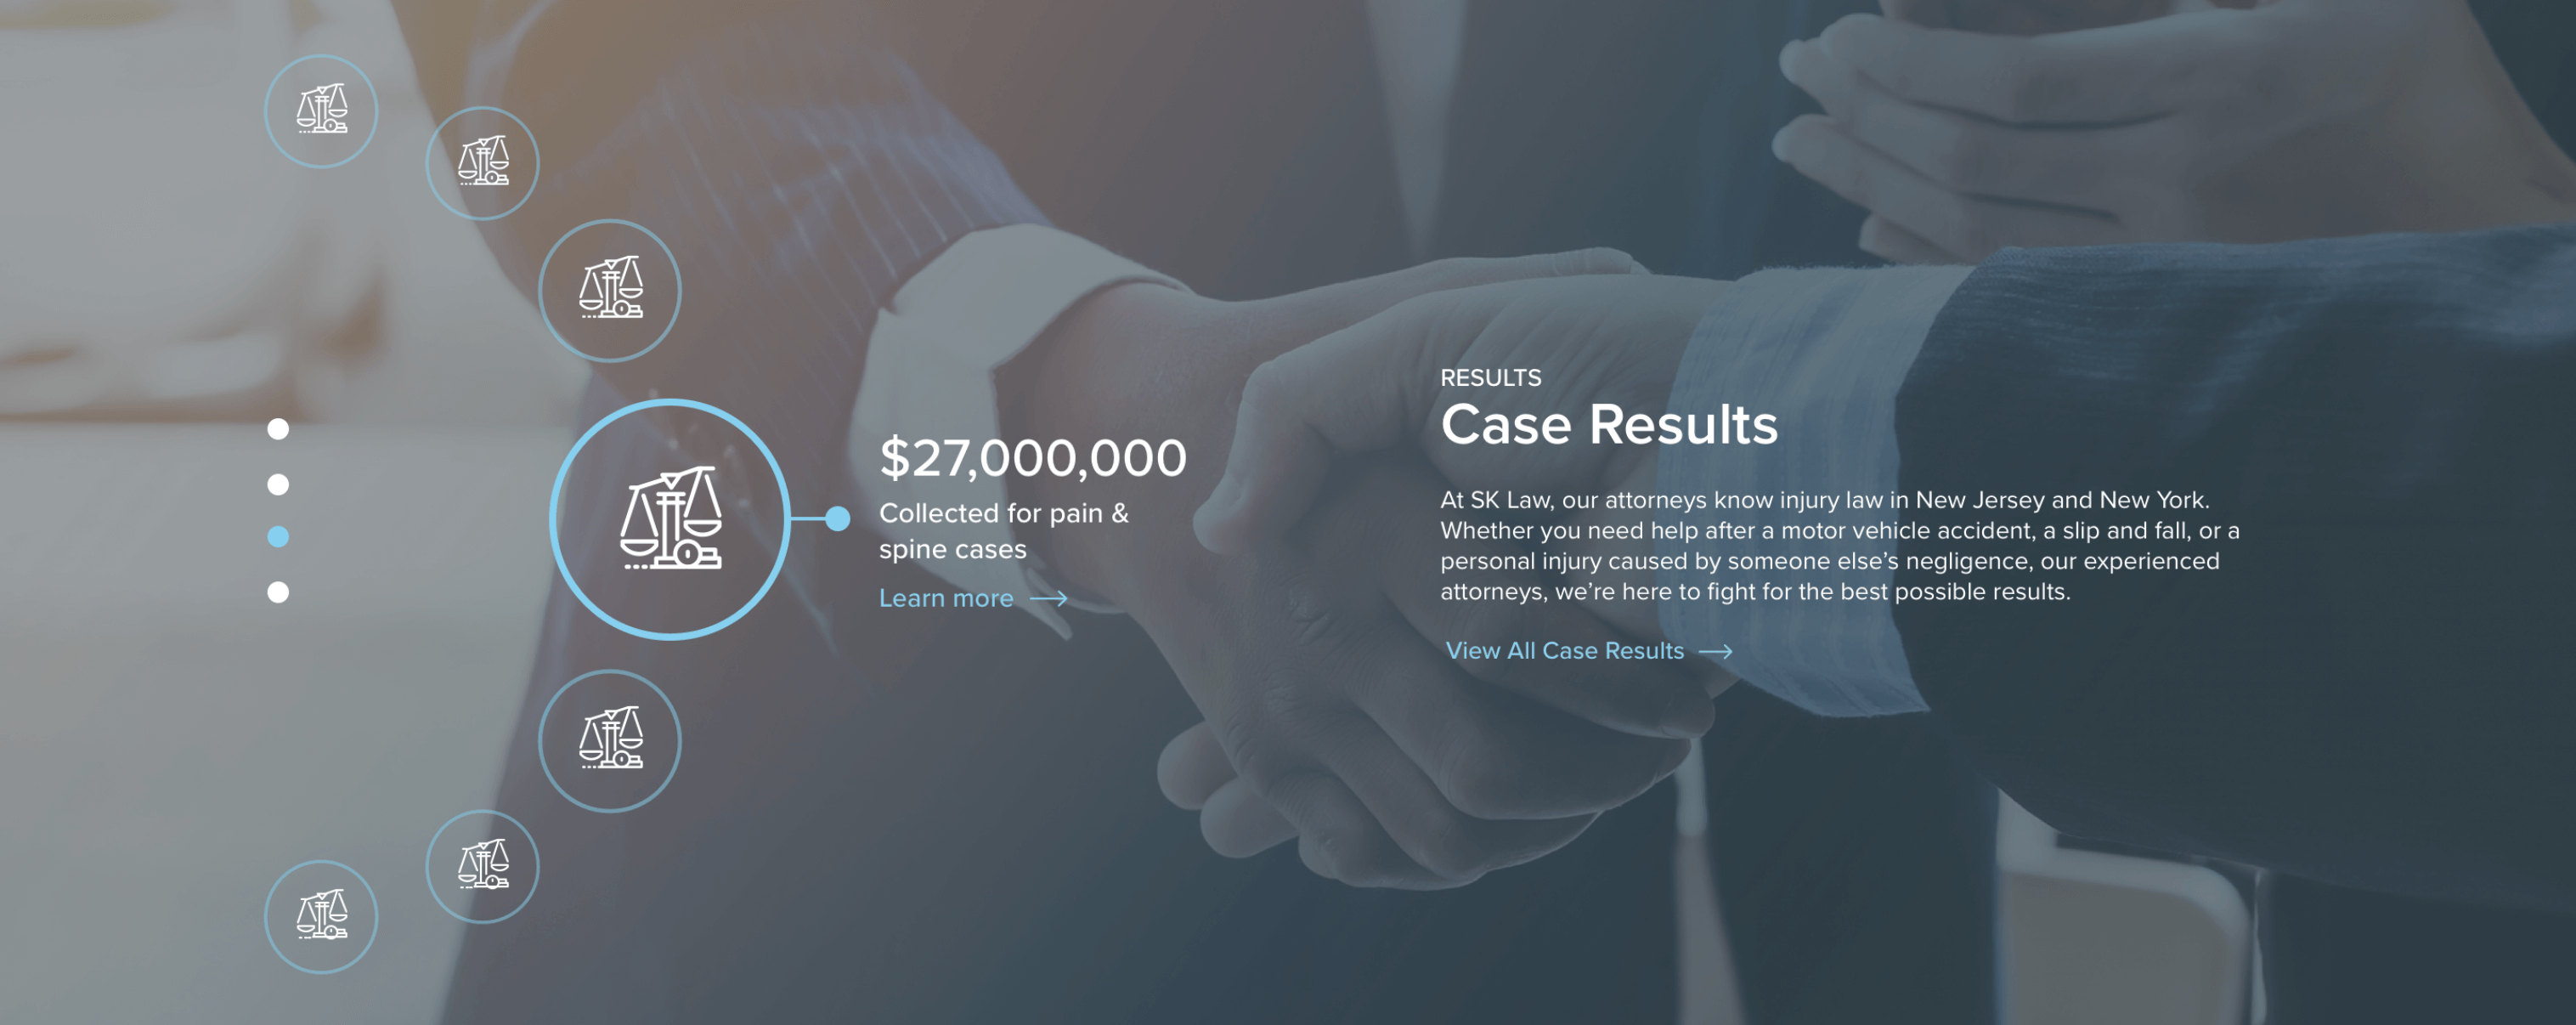 $27,000,000
Collected for pain &
spine cases
Learn more
RESULTS
Case Results
At SK Law, our attorneys know injury law in New Jersey and New York.
Whether you need help after a motor vehicle accident, a slip and fall, or a
personal injury caused by someone else’s negligence, our experienced
attorneys, we’re here to fight for the best possible results.
View All Case Results